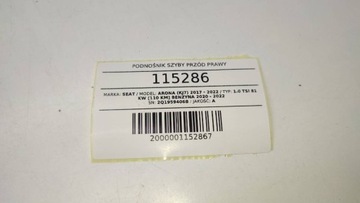 PODNOŚNIK SZYBY PRZÓD PRAWY
115286
MARKA: SEAT / MODEL: ARONA (KJ7) 2017 - 2022 / TYP: 1.0 TSI 81
KW (110 KM) BENZYNA 2020 - 2022
SN: 2Q1959406B / JAKOŚĆ: A
2000001152867